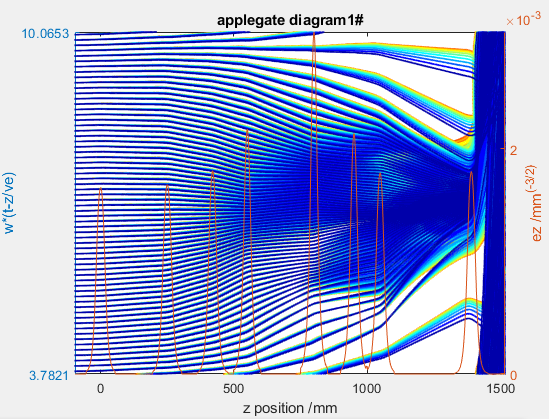 applegate diagram1#
×10⁻³
10.0653
w*(t-z/ve)
3.7821
2
0
ez /mm^(-3/2)
0
500
1000
1500
z position /mm